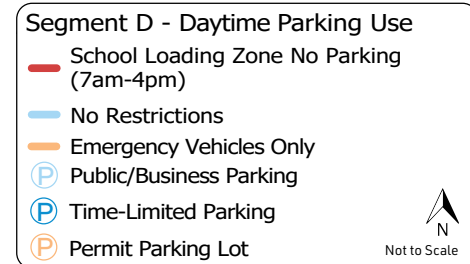 Segment D - Daytime Parking Use
School Loading Zone No Parking
(7am-4pm)
No Restrictions
Emergency Vehicles Only
P Public/Business Parking
P Time-Limited Parking
P Permit Parking Lot
N
Not to Scale